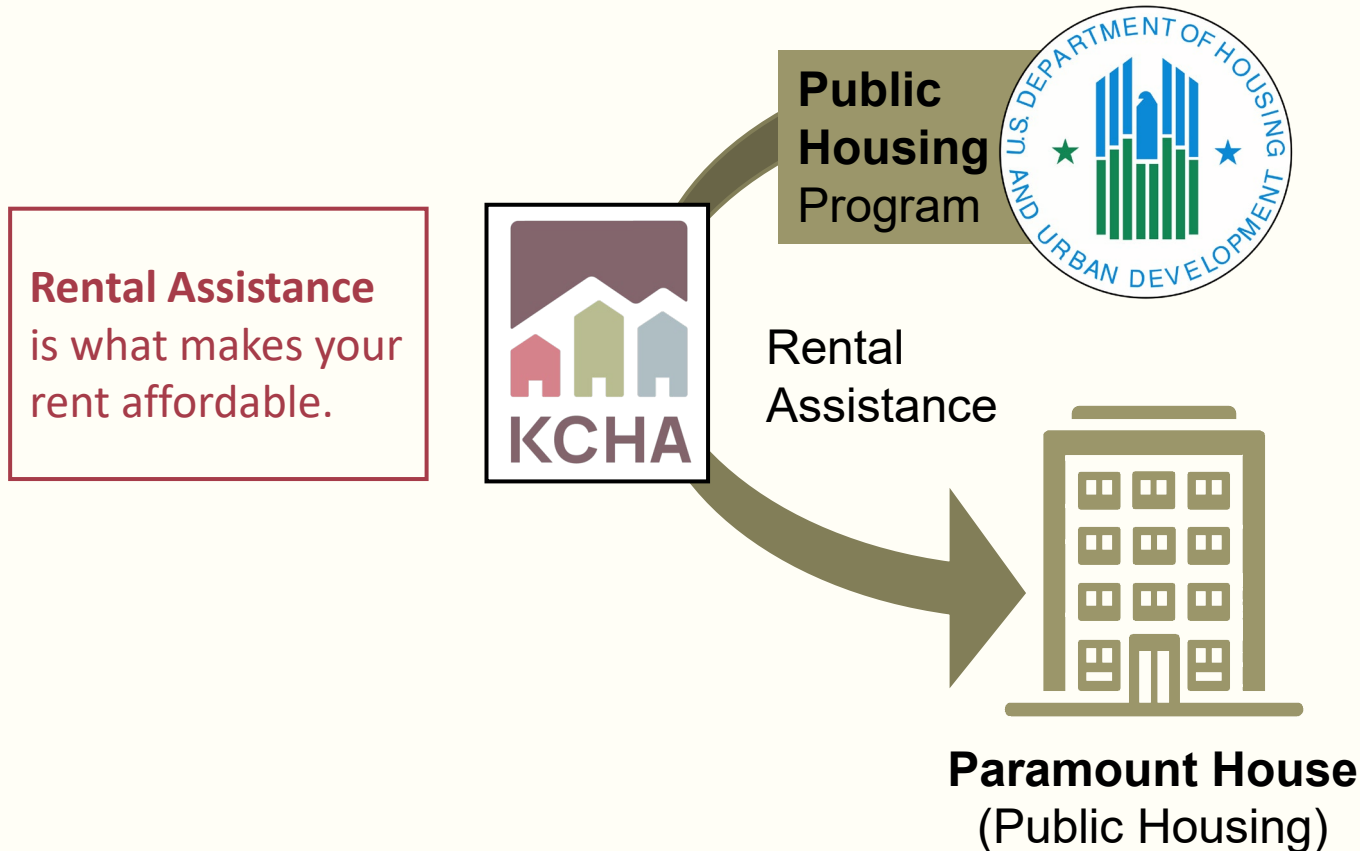 Rental Assistance
is what makes your
rent affordable.
KCHA
Public
Housing
Program
U.S. DEPARTMENT OF HOUSING
AND URBAN DEVELOPMENT
Rental
Assistance
Paramount House
(Public Housing)